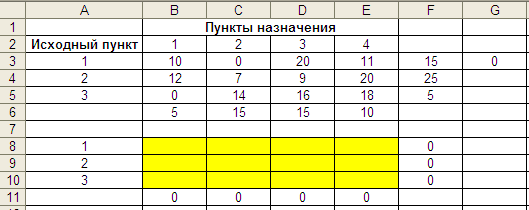 A B C D E F G
1 Пункты назначения
2 Исходный пункт 1 2 3 4
3 1 10 0 20 11 15 0
4 2 12 7 9 20 25
5 3 0 14 16 18 5
6 5 15 15 10
7
8 1 0
9 2 0
10 3 0
11 0 0 0 0